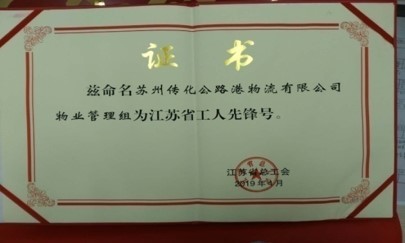 证书
兹命名苏州传化公路港物流有限公司
物业管理组为江苏省工人先锋号。
江苏省总工会
2019年4月